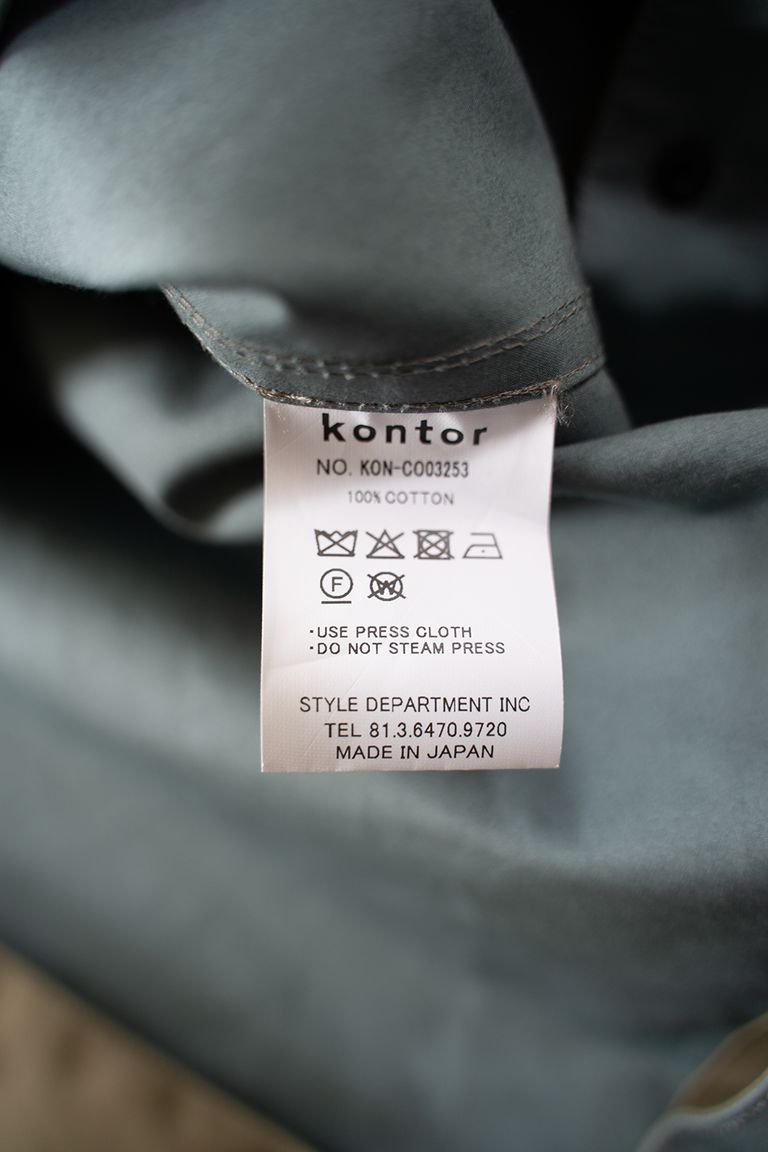 kontor
NO. KON-CO03253
100% COTTON
F
W
·USE PRESS CLOTH
·DO NOT STEAM PRESS
STYLE DEPARTMENT INC
TEL 81.3.6470.9720
MADE IN JAPAN